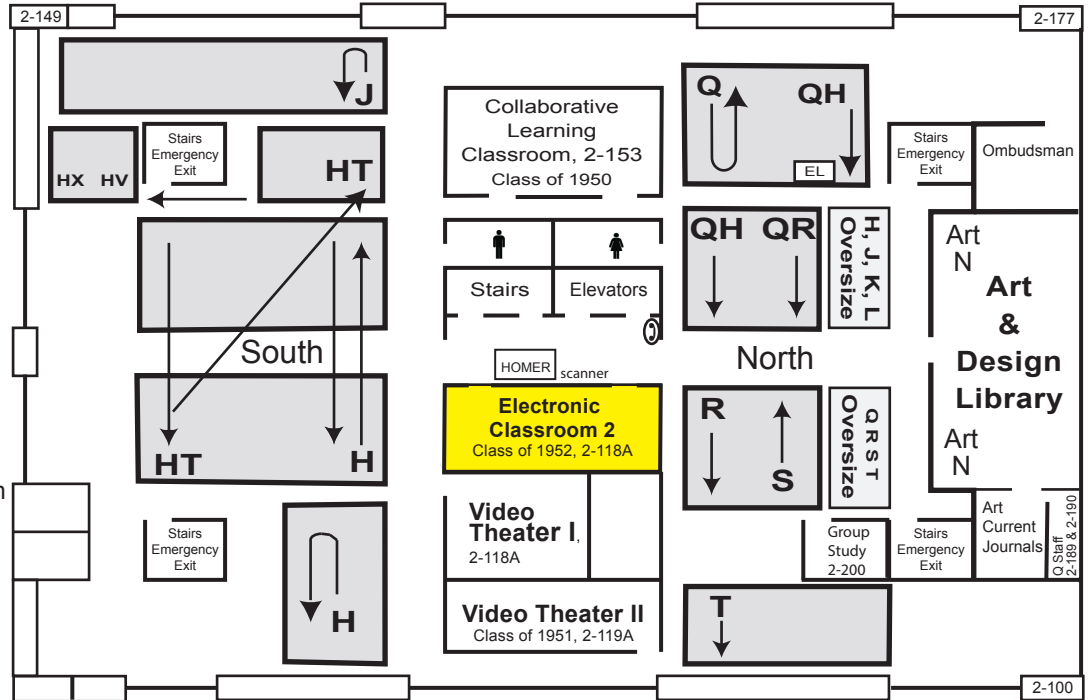 2-149
2-177
J
Q
QH
EL
Collaborative
Learning
Classroom, 2-153
Class of 1950
Stairs
Emergency
Exit
HX HV
HT
Stairs
Emergency
Exit
Ombudsman
QH QR
H, J, K, L
Oversize
Art
N
Art
&
Design
Library
Art
N
Stairs
Elevators
South
North
HOMER scanner
Electronic
Classroom 2
Class of 1952, 2-118A
HT
H
R
S
Q R S T
Oversize
Video
Theater I,
2-118A
Stairs
Emergency
Exit
H
Group
Study
2-200
Stairs
Emergency
Exit
Art
Current
Journals
Q Staff
2-189 & 2-190
Video Theater II
Class of 1951, 2-119A
T
2-100